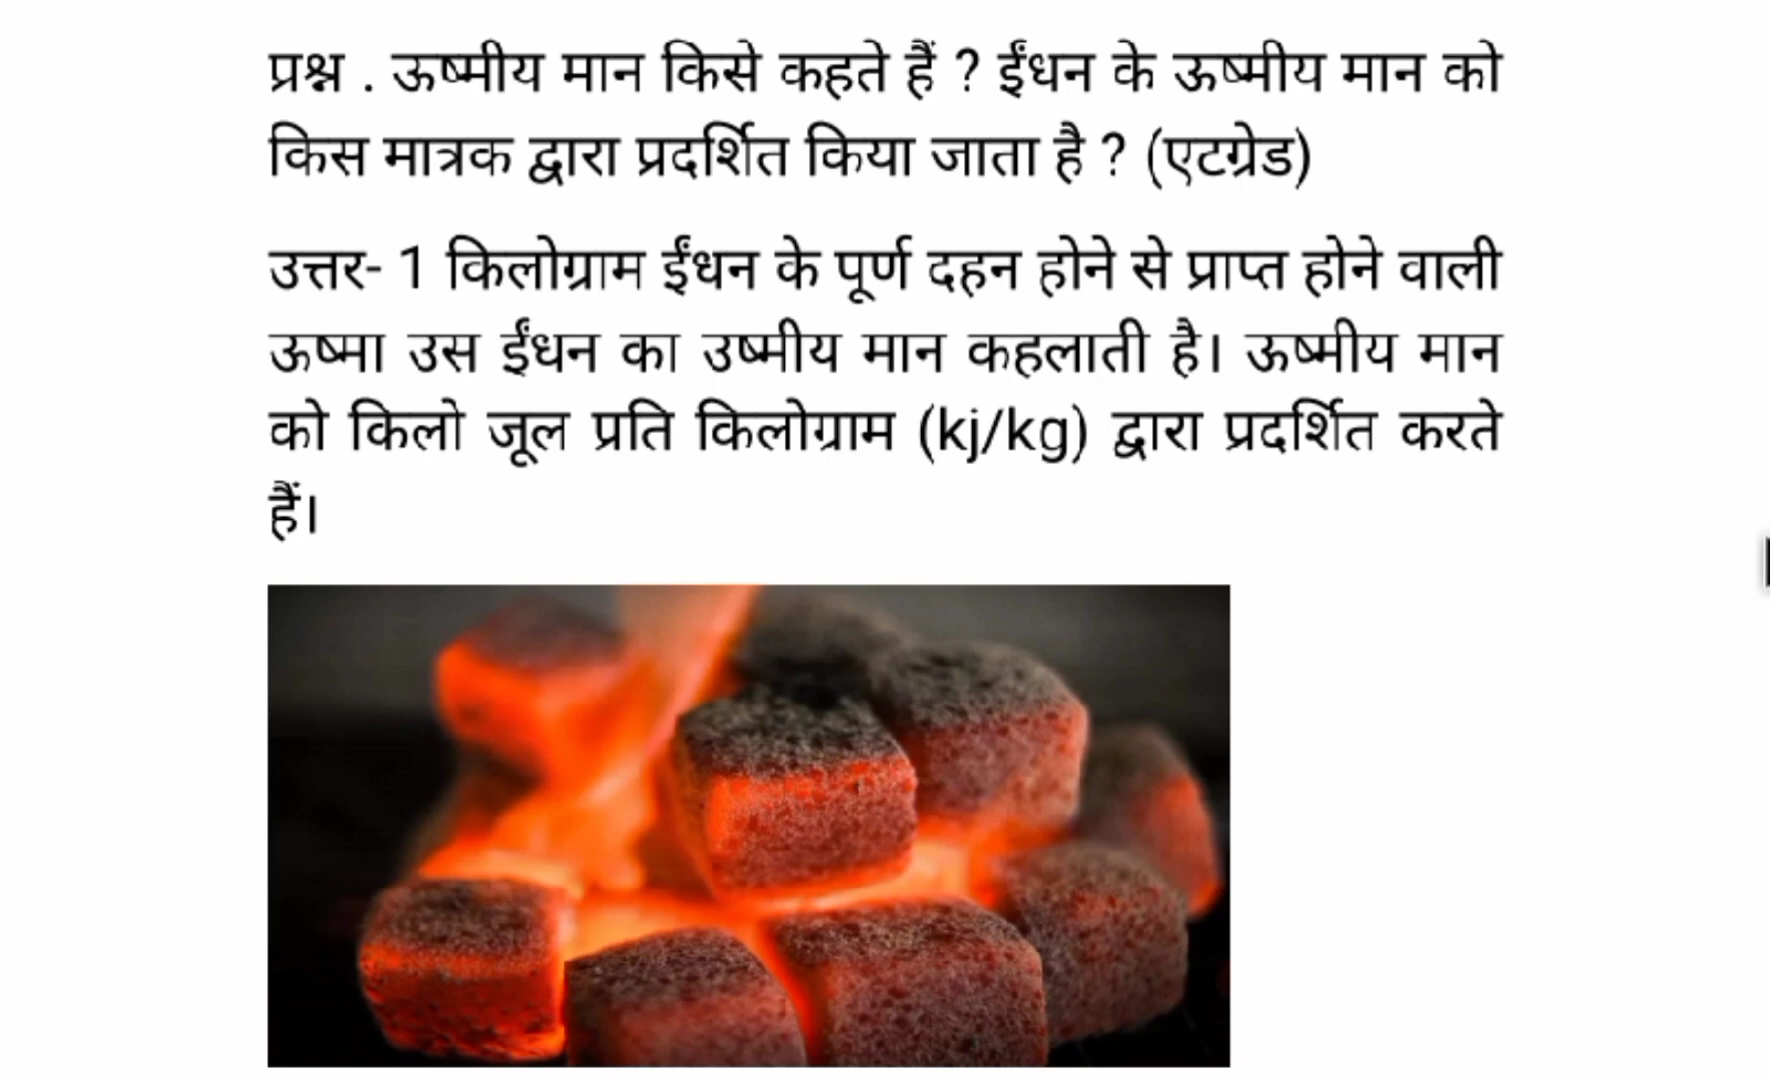 प्रश्न . ऊष्मीय मान किसे कहते हैं ? ईंधन के ऊष्मीय मान को
किस मात्रक द्वारा प्रदर्शित किया जाता है ? (एटग्रेड)
उत्तर- 1 किलोग्राम ईंधन के पूर्ण दहन होने से प्राप्त होने वाली
ऊष्मा उस ईंधन का उष्मीय मान कहलाती है। ऊष्मीय मान
को किलो जूल प्रति किलोग्राम (kj/kg) द्वारा प्रदर्शित करते
हैं।